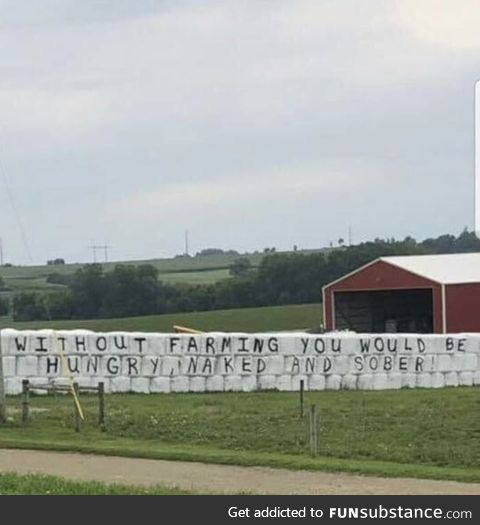 WITHOUT FARMING YOU WOULD BE
HUNGRY, NAKED AND SOBER!
Get addicted to FUNsubstance.com